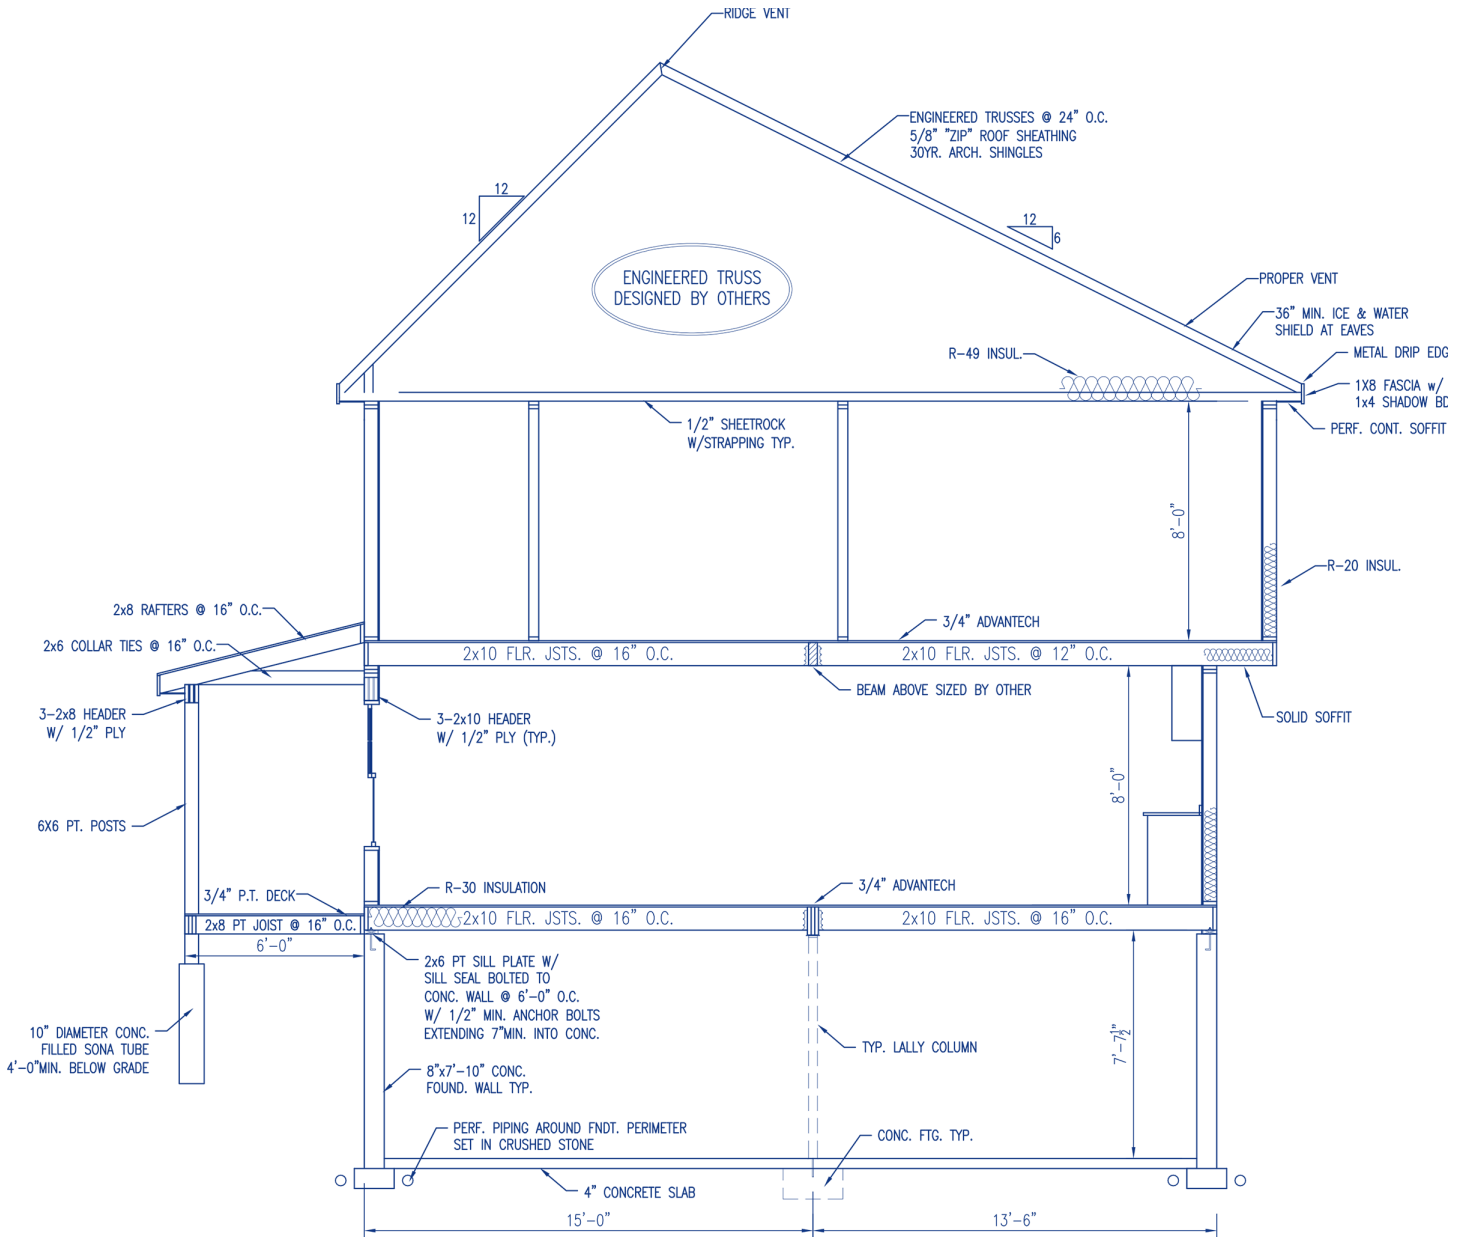 RIDGE VENT
ENGINEERED TRUSSES @ 24" O.C.
5/8" "ZIP" ROOF SHEATHING
30YR. ARCH. SHINGLES
12
12
12
6
ENGINEERED TRUSS
DESIGNED BY OTHERS
PROPER VENT
36" MIN. ICE & WATER
SHIELD AT EAVES
R-49 INSUL.
METAL DRIP EDG
1X8 FASCIA w/
1x4 SHADOW BD
PERF. CONT. SOFFIT
1/2" SHEETROCK
W/STRAPPING TYP.
8'-0"
R-20 INSUL.
2x8 RAFTERS @ 16" O.C.
2x6 COLLAR TIES @ 16" O.C.
3/4" ADVANTECH
2x10 FLR. JSTS. @ 16" O.C.
2x10 FLR. JSTS. @ 12" O.C.
BEAM ABOVE SIZED BY OTHER
3-2x8 HEADER
W/ 1/2" PLY
3-2x10 HEADER
W/ 1/2" PLY (TYP.)
SOLID SOFFIT
8'-0"
6X6 PT. POSTS
3/4" P.T. DECK
R-30 INSULATION
3/4" ADVANTECH
2x8 PT JOIST @ 16" O.C.
2x10 FLR. JSTS. @ 16" O.C.
2x10 FLR. JSTS. @ 16" O.C.
6'-0"
2x6 PT SILL PLATE W/
SILL SEAL BOLTED TO
CONC. WALL @ 6'-0" O.C.
W/ 1/2" MIN. ANCHOR BOLTS
EXTENDING 7"MIN. INTO CONC.
10" DIAMETER CONC.
FILLED SONA TUBE
4'-0"MIN. BELOW GRADE
TYP. LALLY COLUMN
7'-7 1/2"
8"x7'-10" CONC.
FOUND. WALL TYP.
PERF. PIPING AROUND FNDT. PERIMETER
SET IN CRUSHED STONE
CONC. FTG. TYP.
4" CONCRETE SLAB
15'-0"
13'-6"